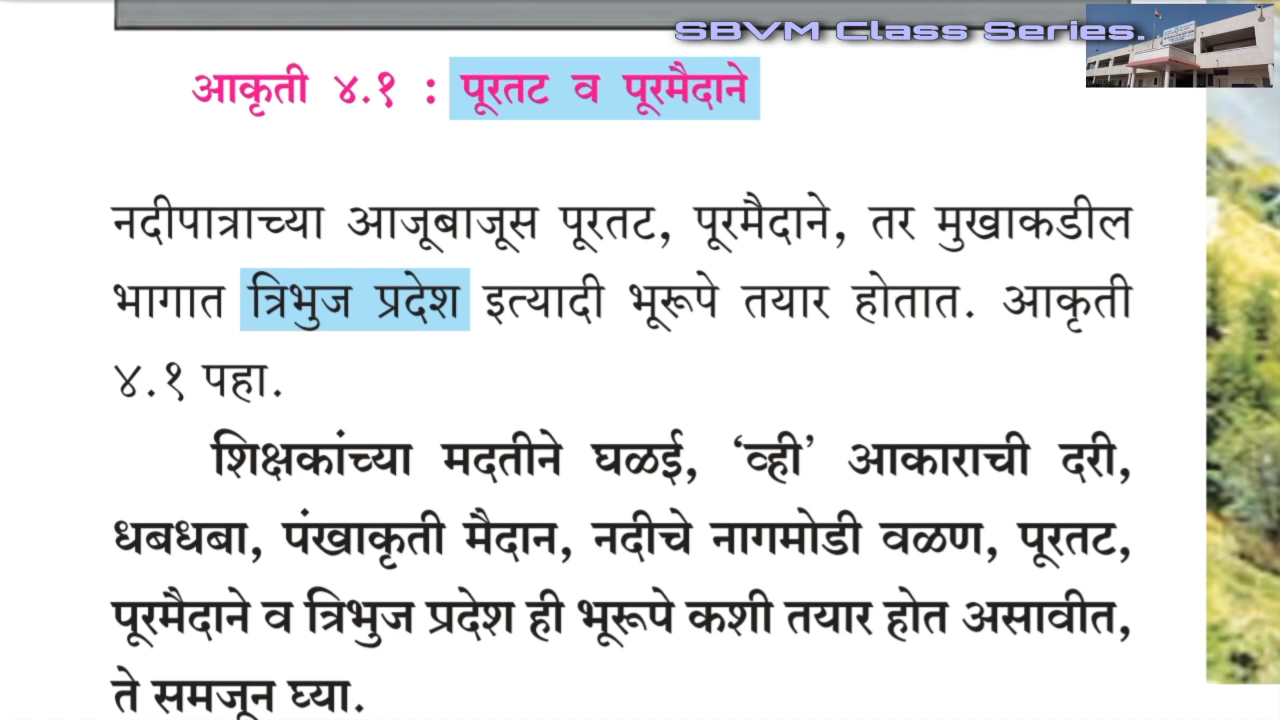 SBVM Class Series.
आकृती ४.१ : पूरतट व पूरमैदाने
नदीपात्राच्या आजूबाजूस पूरतट, पूरमैदाने, तर मुखाकडील
भागात त्रिभुज प्रदेश इत्यादी भूरूपे तयार होतात. आकृती
४.१ पहा.
शिक्षकांच्या मदतीने घळई, ‘व्ही’ आकाराची दरी,
धबधबा, पंखाकृती मैदान, नदीचे नागमोडी वळण, पूरतट,
पूरमैदाने व त्रिभुज प्रदेश ही भूरूपे कशी तयार होत असावीत,
ते समजून घ्या.